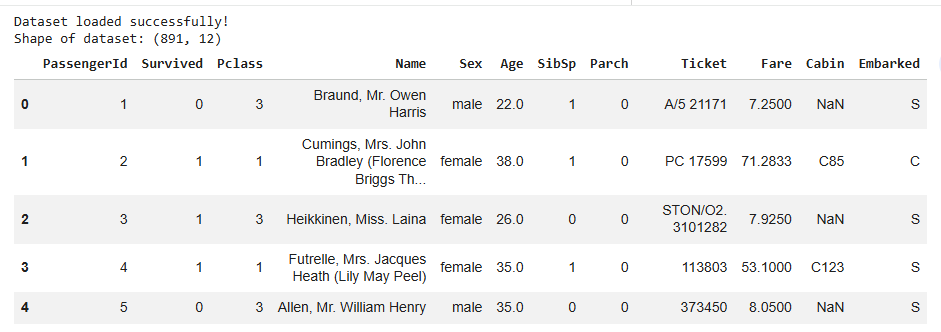 Dataset loaded successfully!
Shape of dataset: (891, 12)
PassengerId Survived Pclass Name Sex Age SibSp Parch Ticket Fare Cabin Embarked
0 1 0 3 Braund, Mr. Owen Harris male 22.0 1 0 A/5 21171 7.2500 NaN S
1 2 1 1 Cumings, Mrs. John Bradley (Florence Briggs Th... female 38.0 1 0 PC 17599 71.2833 C85 C
2 3 1 3 Heikkinen, Miss. Laina female 26.0 0 0 STON/O2. 3101282 7.9250 NaN S
3 4 1 1 Futrelle, Mrs. Jacques Heath (Lily May Peel) female 35.0 1 0 113803 53.1000 C123 S
4 5 0 3 Allen, Mr. William Henry male 35.0 0 0 373450 8.0500 NaN S